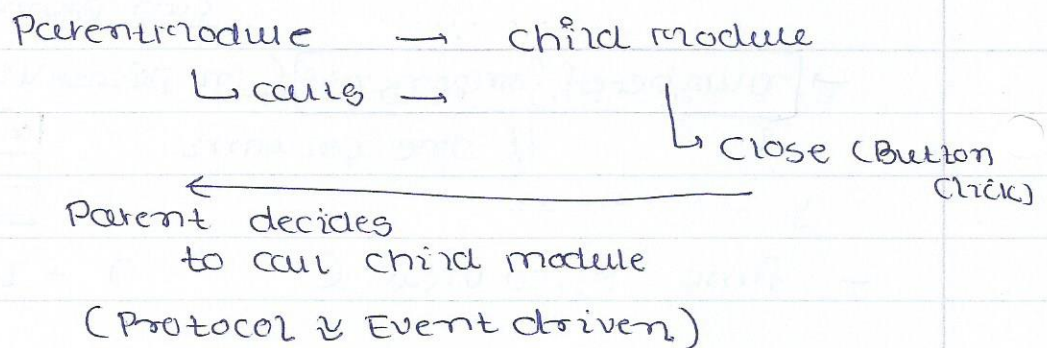 Parentmodule → child module
↳ calls →
↳ close (Button
Click)
←
Parent decides
to call child module
(Protocol & Event driven)